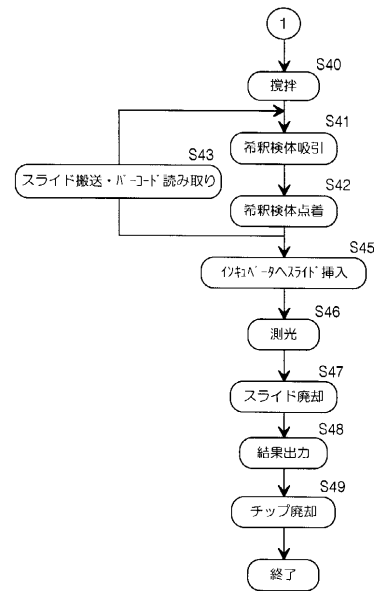 1
S40
撹拌
S41
希釈検体吸引
S43
スライド搬送・バーコード読み取り
S42
希釈検体点着
S45
インキュベータへスライド挿入
S46
測光
S47
スライド廃却
S48
結果出力
S49
チップ廃却
終了